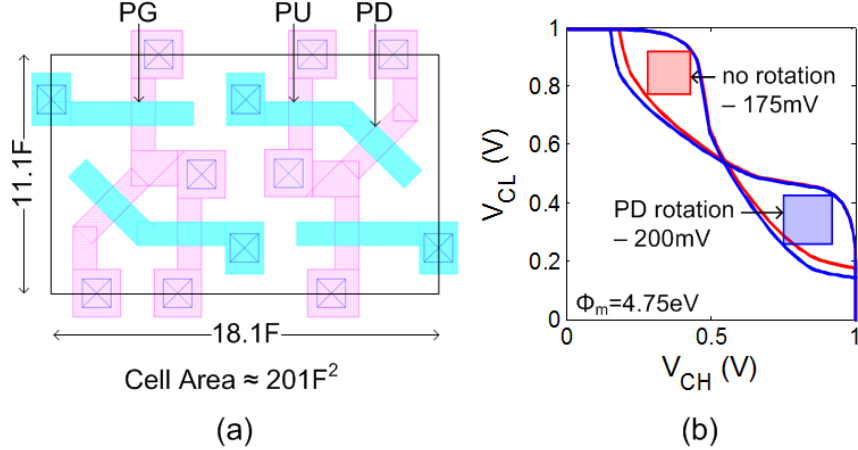 PG PU PD
11.1F
18.1F
Cell Area ≈ 201F²
(a)
1
0.8
0.6
0.4
0.2
0
V_CL (V)
no rotation
– 175mV
PD rotation
– 200mV
Φ_m=4.75eV
0 0.5 1
V_CH (V)
(b)